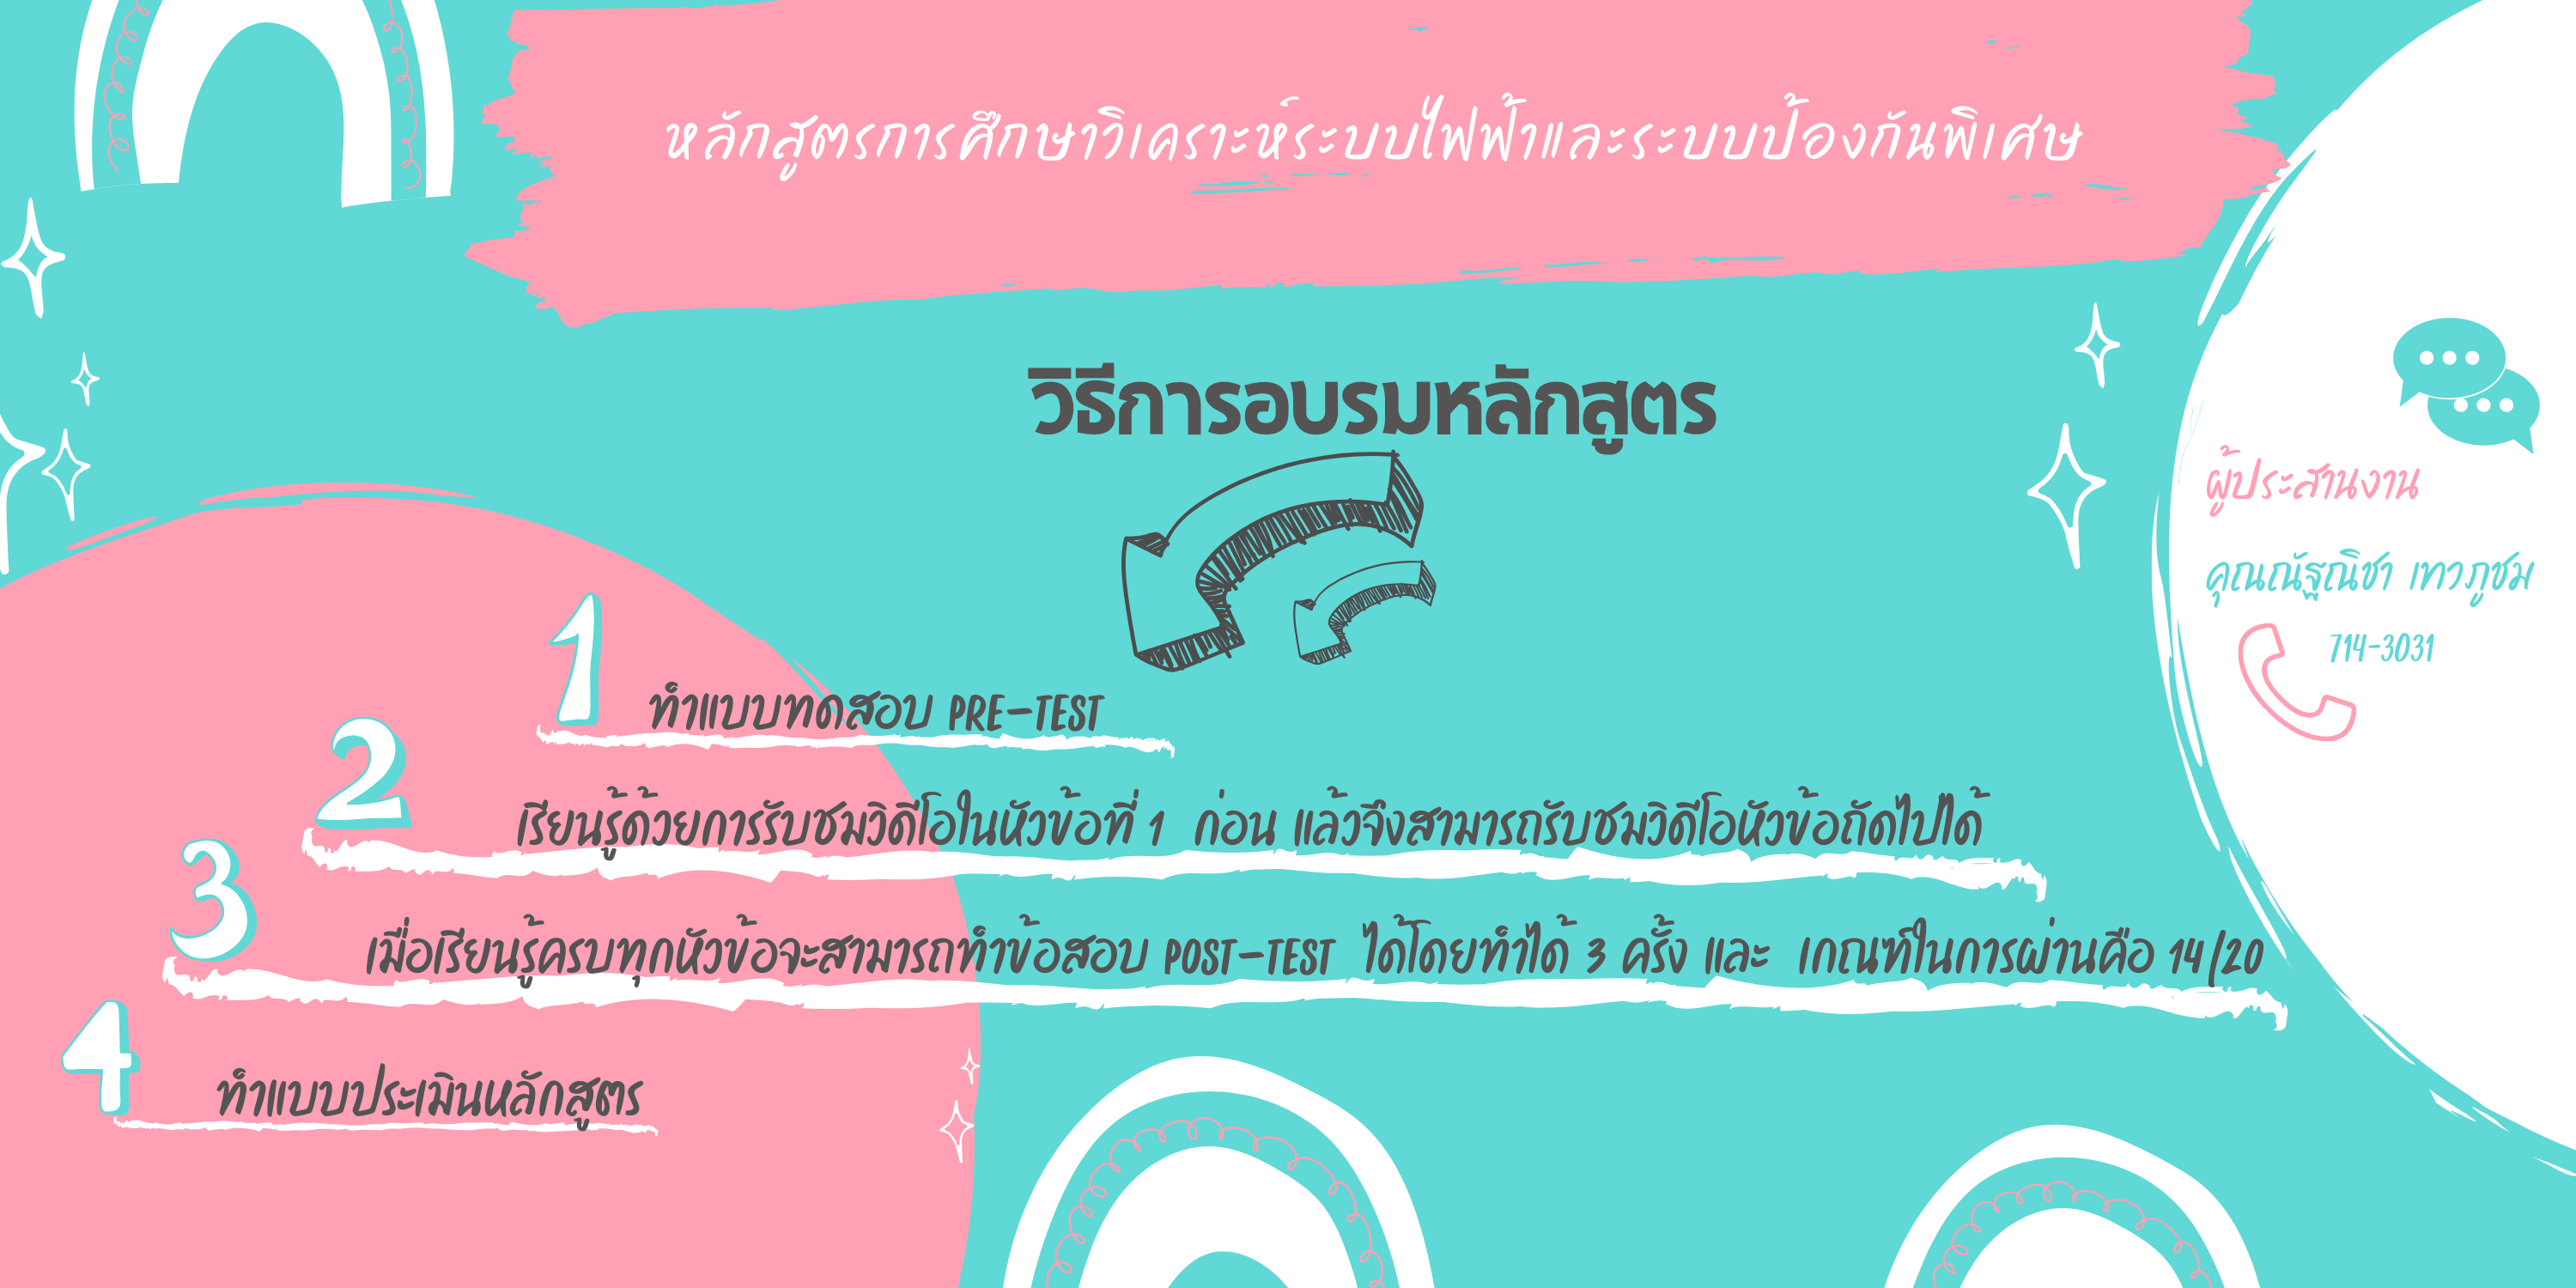 หลักสูตรการศึกษาวิเคราะห์ระบบไฟฟ้าและระบบป้องกันพิเศษ
วิธีการอบรมหลักสูตร
1 ทำแบบทดสอบ PRE-TEST
2 เรียนรู้ด้วยการรับชมวิดีโอในหัวข้อที่ 1 ก่อน แล้วจึงสามารถรับชมวิดีโอหัวข้อถัดไปได้
3 เมื่อเรียนรู้ครบทุกหัวข้อจะสามารถทำข้อสอบ POST-TEST ได้โดยทำได้ 3 ครั้ง และ เกณฑ์ในการผ่านคือ 14/20
4 ทำแบบประเมินหลักสูตร
ผู้ประสานงาน
คุณณัฐณิชา เทวภูชม
714-3031